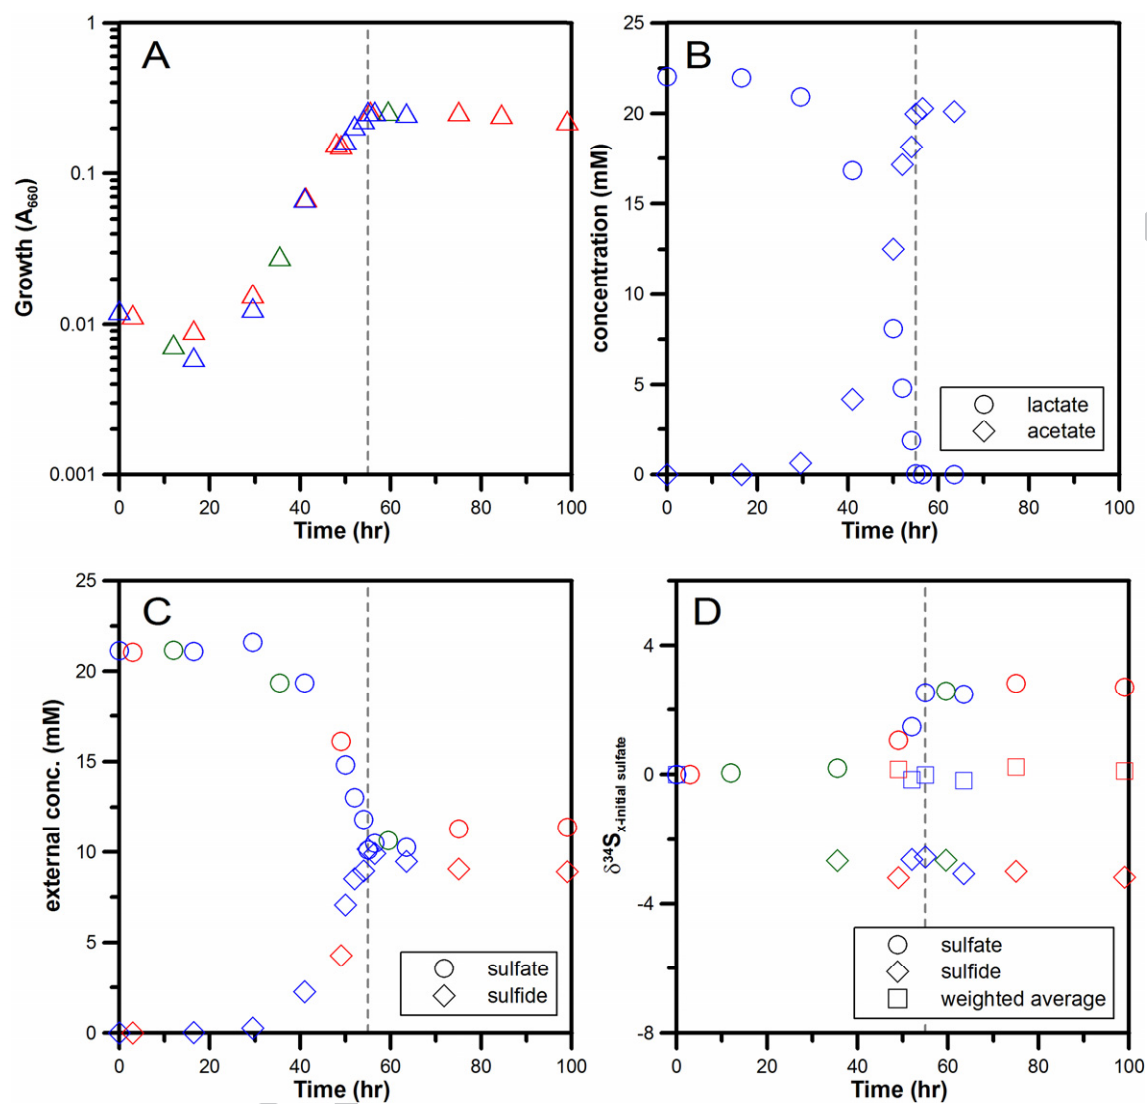 A
1
0.1
0.01
0.001
Growth (A660)
0 20 40 60 80 100
Time (hr)
B
25
20
15
10
5
0
concentration (mM)
lactate
acetate
0 20 40 60 80 100
Time (hr)
C
25
20
15
10
5
0
external conc. (mM)
sulfate
sulfide
0 20 40 60 80 100
Time (hr)
D
4
0
-4
-8
δ34Sx-initial sulfate
sulfate
sulfide
weighted average
0 20 40 60 80 100
Time (hr)